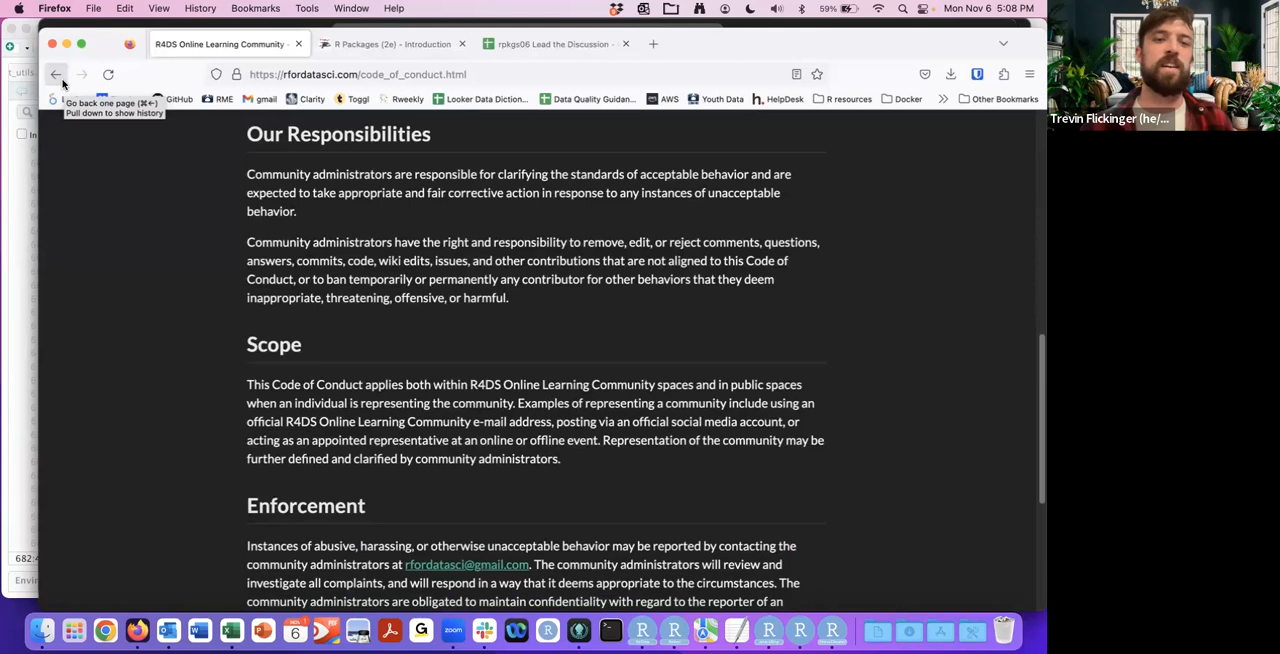 Firefox File Edit View History Bookmarks Tools Window Help 59% Mon Nov 6 5:08 PM
R4DS Online Learning Community - R Packages (2e) - Introduction rpkgs06 Lead the Discussion -
https://rfordatasci.com/code_of_conduct.html
t_utils.
GitHub RME gmail Clarity Toggl Rweekly Looker Data Diction... Data Quality Guidan... AWS Youth Data HelpDesk R resources Docker Other Bookmarks
Go back one page (⌘←)
Pull down to show history
In
Trevin Flickinger (he/...
Our Responsibilities
Community administrators are responsible for clarifying the standards of acceptable behavior and are
expected to take appropriate and fair corrective action in response to any instances of unacceptable
behavior.
Community administrators have the right and responsibility to remove, edit, or reject comments, questions,
answers, commits, code, wiki edits, issues, and other contributions that are not aligned to this Code of
Conduct, or to ban temporarily or permanently any contributor for other behaviors that they deem
inappropriate, threatening, offensive, or harmful.
Scope
This Code of Conduct applies both within R4DS Online Learning Community spaces and in public spaces
when an individual is representing the community. Examples of representing a community include using an
official R4DS Online Learning Community e-mail address, posting via an official social media account, or
acting as an appointed representative at an online or offline event. Representation of the community may be
further defined and clarified by community administrators.
Enforcement
Instances of abusive, harassing, or otherwise unacceptable behavior may be reported by contacting the
community administrators at rfordatasci@gmail.com. The community administrators will review and
investigate all complaints, and will respond in a way that it deems appropriate to the circumstances. The
community administrators are obligated to maintain confidentiality with regard to the reporter of an
682:
Envir
NOV
6
zoom